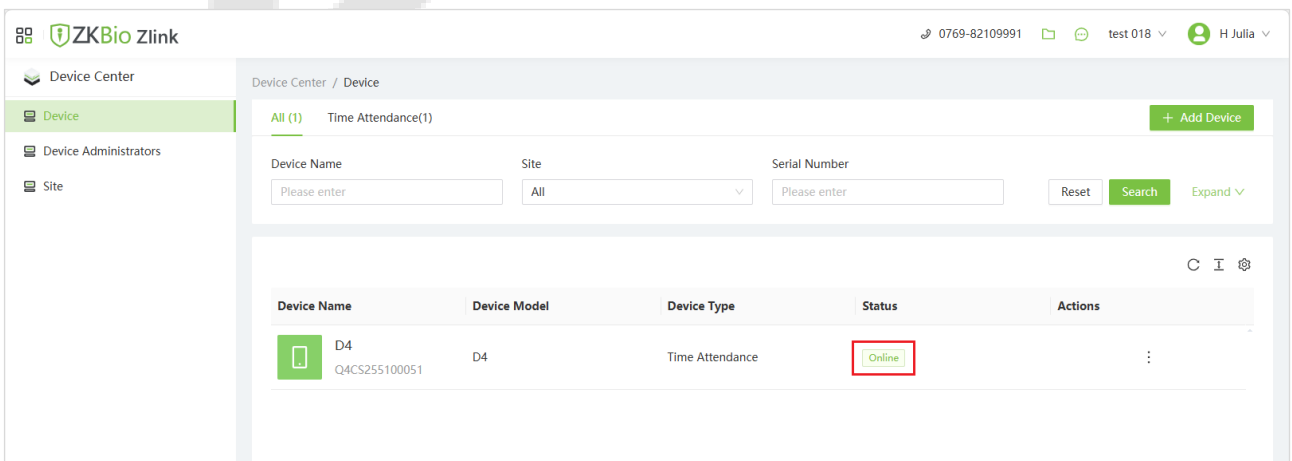 ZKBio Zlink
0769-82109991
test 018
H Julia
Device Center
Device
Device Administrators
Site
Device Center / Device
All (1) Time Attendance(1)
+ Add Device
Device Name Site Serial Number
Please enter All Please enter
Reset Search Expand
Device Name Device Model Device Type Status Actions
D4
Q4CS255100051
D4 Time Attendance Online